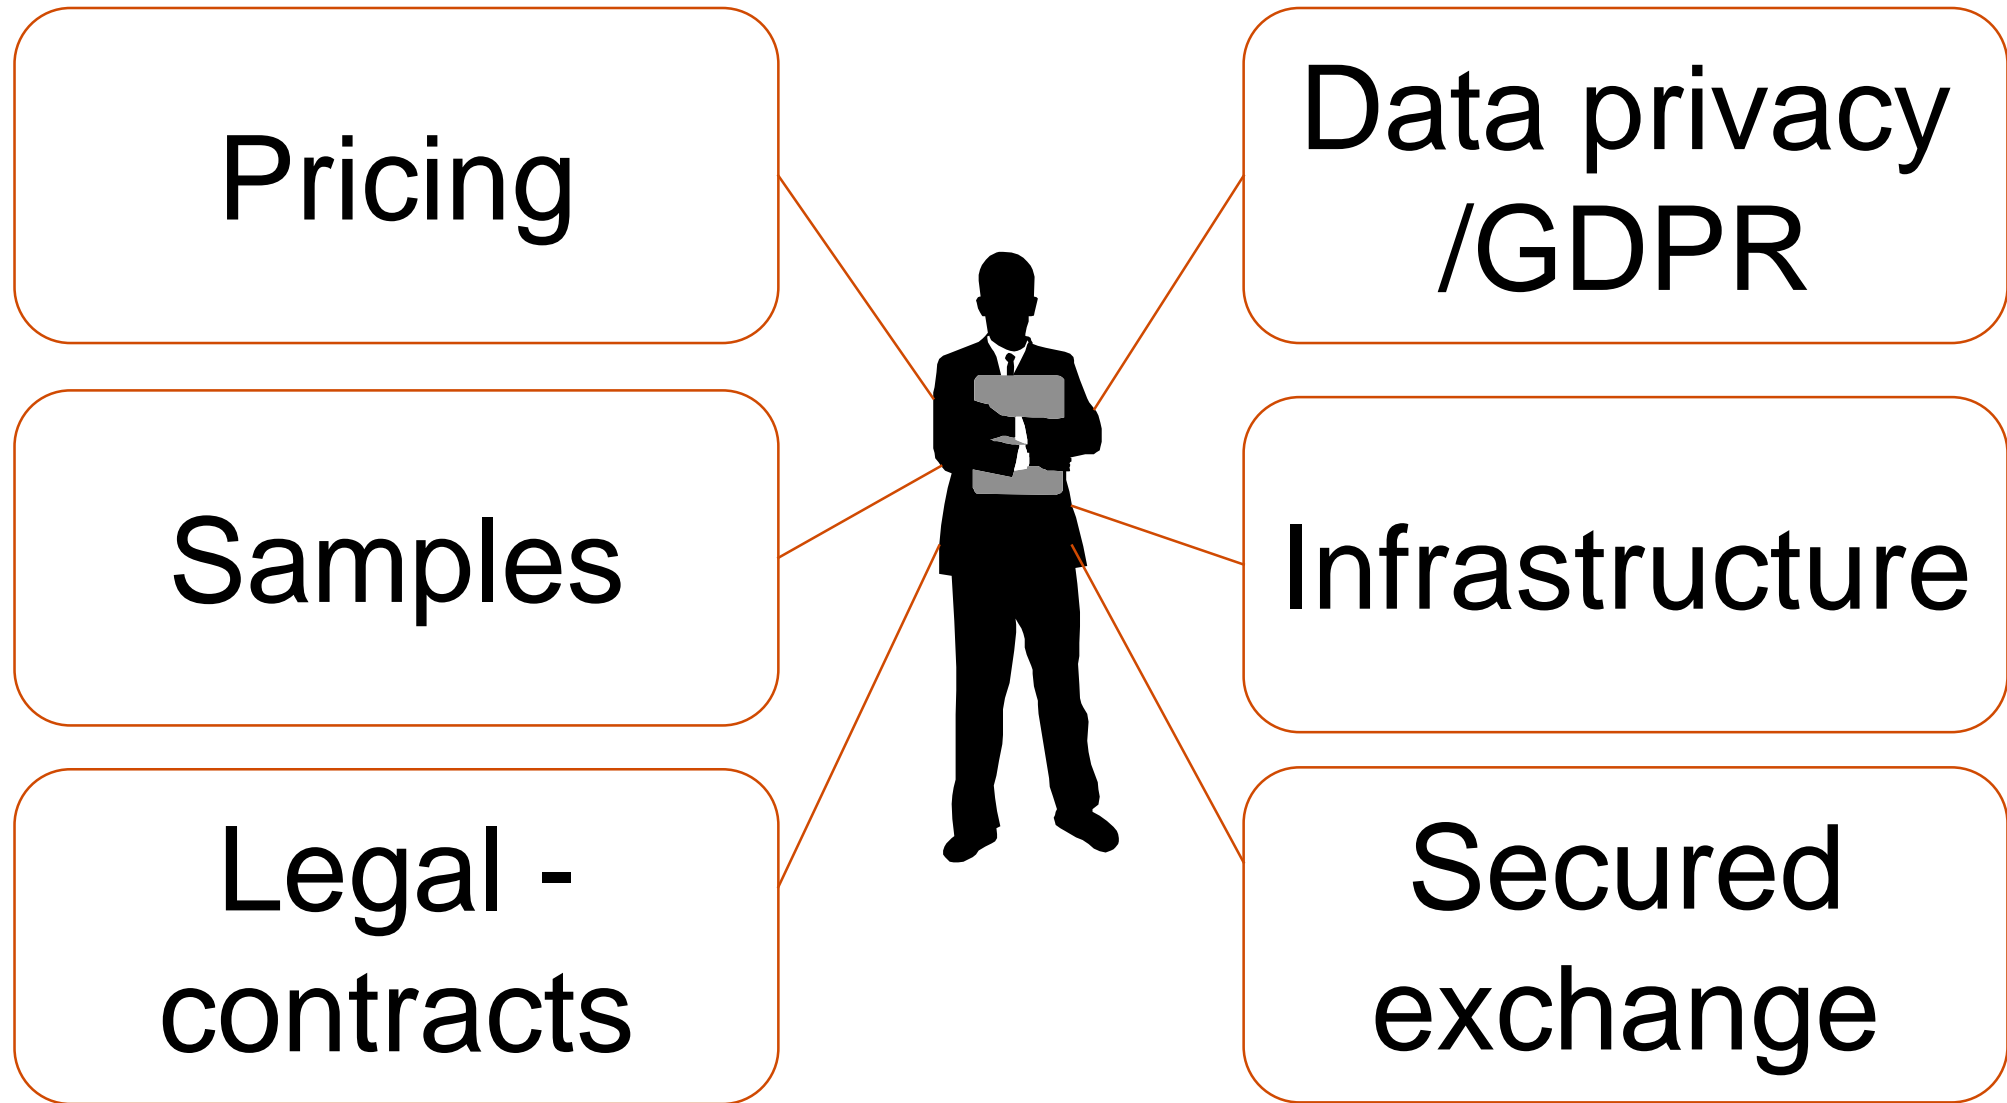 Pricing
Samples
Legal -
contracts
Data privacy
/GDPR
Infrastructure
Secured
exchange